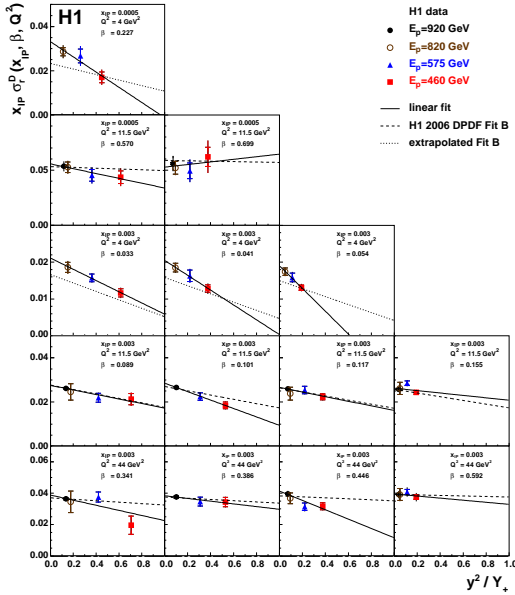 H1
x_IP = 0.0005
Q² = 4 GeV²
β = 0.227
H1 data
E_p=920 GeV
E_p=820 GeV
E_p=575 GeV
E_p=460 GeV
linear fit
H1 2006 DPDF Fit B
extrapolated Fit B
x_IP σ_r^D (x_IP, β, Q²)
0.06
0.04
0.02
0.00
x_IP = 0.0005
Q² = 11.5 GeV²
β = 0.570
x_IP = 0.0005
Q² = 11.5 GeV²
β = 0.699
0.05
0.00
x_IP = 0.003
Q² = 4 GeV²
β = 0.033
x_IP = 0.003
Q² = 4 GeV²
β = 0.041
x_IP = 0.003
Q² = 4 GeV²
β = 0.054
0.03
0.02
0.01
0.00
x_IP = 0.003
Q² = 11.5 GeV²
β = 0.089
x_IP = 0.003
Q² = 11.5 GeV²
β = 0.101
x_IP = 0.003
Q² = 11.5 GeV²
β = 0.117
x_IP = 0.003
Q² = 11.5 GeV²
β = 0.155
0.04
0.02
0.00
x_IP = 0.003
Q² = 44 GeV²
β = 0.341
x_IP = 0.003
Q² = 44 GeV²
β = 0.386
x_IP = 0.003
Q² = 44 GeV²
β = 0.446
x_IP = 0.003
Q² = 44 GeV²
β = 0.592
0.06
0.04
0.02
0.00
0.0 0.2 0.4 0.6 0.8 0.0 0.2 0.4 0.6 0.8 0.0 0.2 0.4 0.6 0.8 0.0 0.2 0.4 0.6 0.8 1.0
y² / Y₊